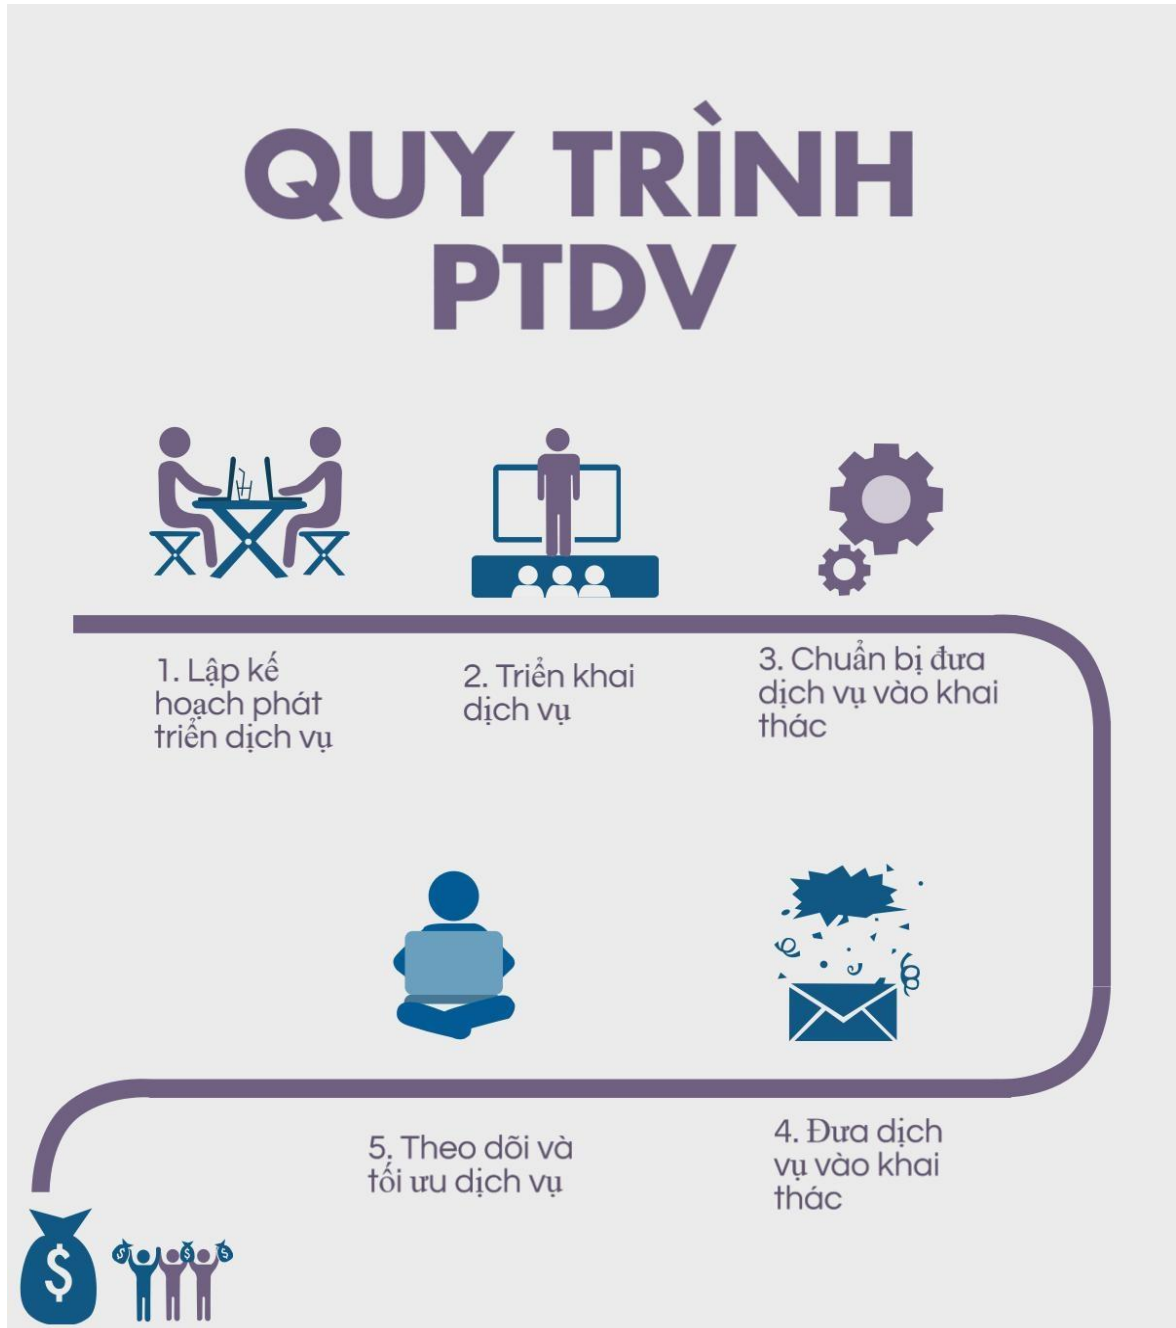 QUY TRÌNH
PTDV
1. Lập kế
hoạch phát
triển dịch vụ
2. Triển khai
dịch vụ
3. Chuẩn bị đưa
dịch vụ vào khai
thác
4. Đưa dịch
vụ vào khai
thác
5. Theo dõi và
tối ưu dịch vụ
$
$ $ $